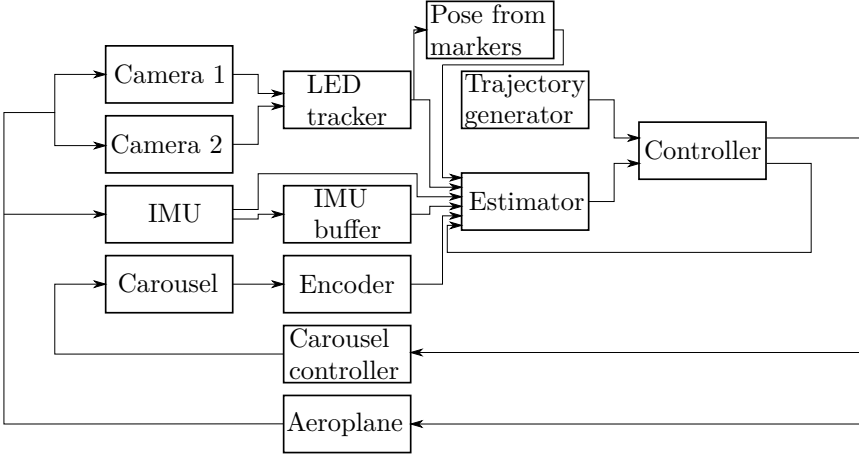 Pose from
markers
Camera 1
LED
tracker
Trajectory
generator
Camera 2
Controller
IMU
IMU
buffer
Estimator
Carousel
Encoder
Carousel
controller
Aeroplane